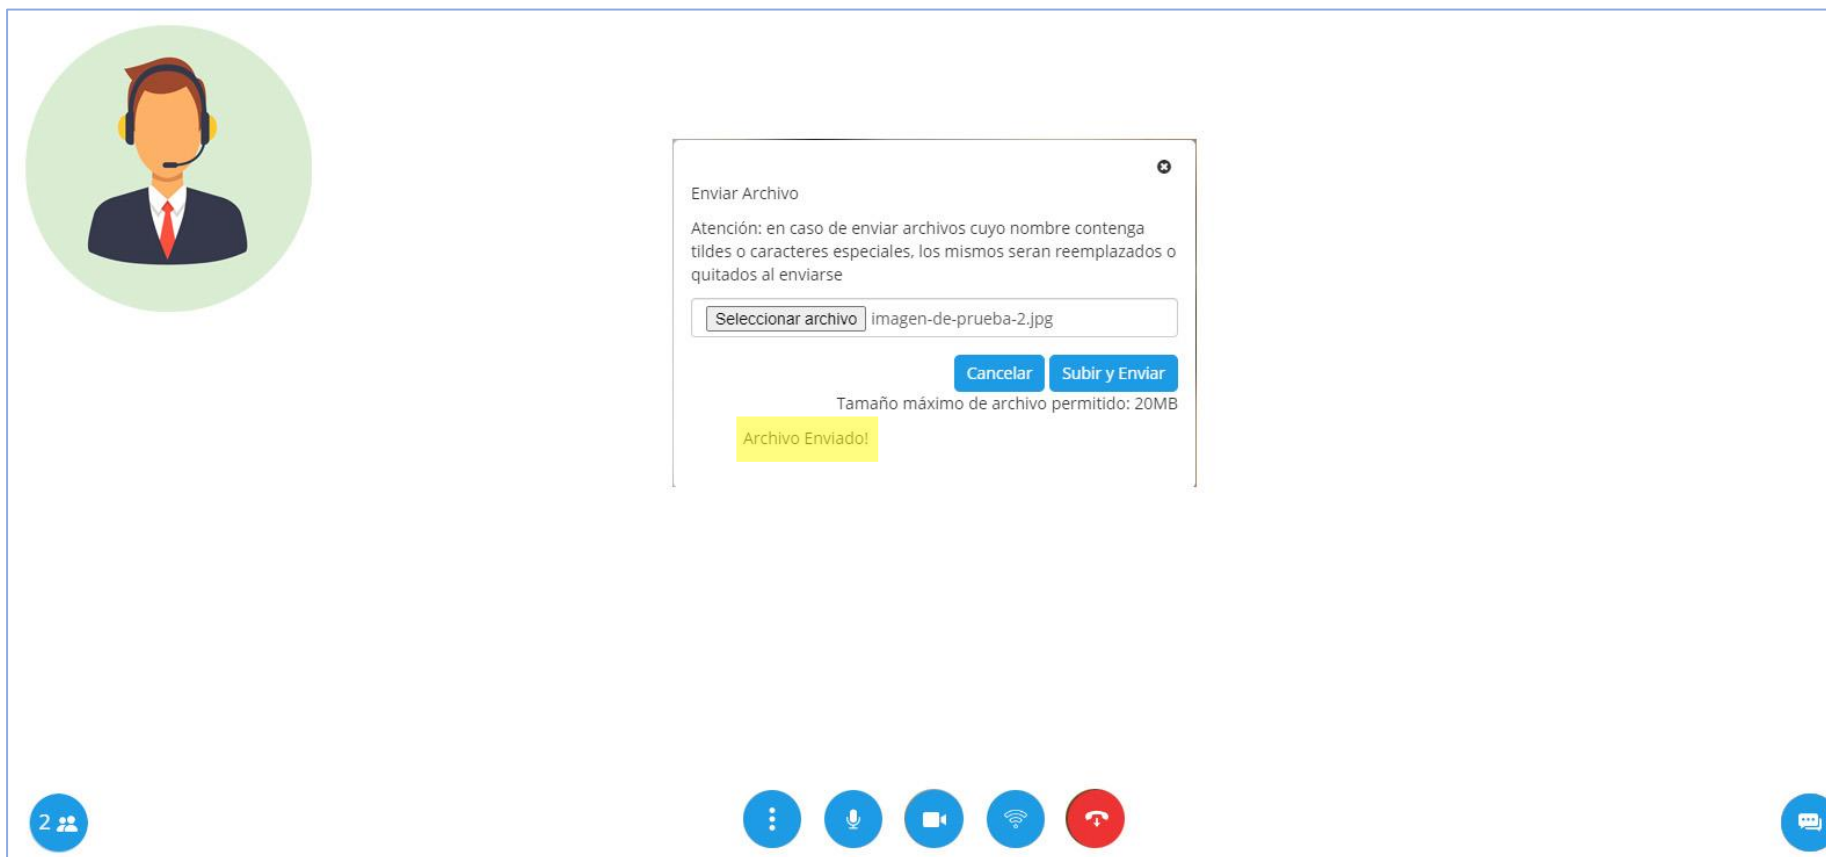 Enviar Archivo
Atención: en caso de enviar archivos cuyo nombre contenga
tildes o caracteres especiales, los mismos seran reemplazados o
quitados al enviarse
Seleccionar archivo imagen-de-prueba-2.jpg
Cancelar Subir y Enviar
Tamaño máximo de archivo permitido: 20MB
Archivo Enviado!
2